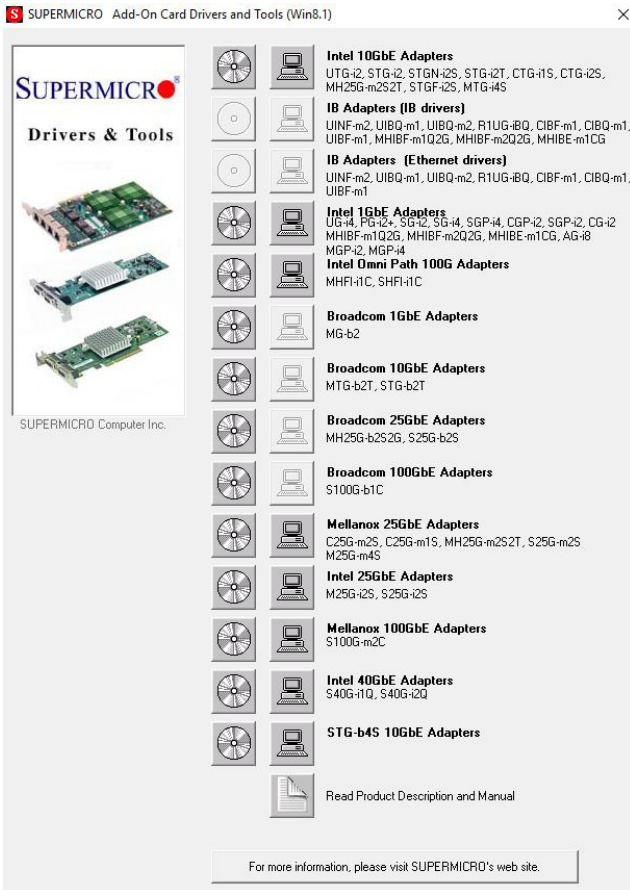 SUPERMICRO Add-On Card Drivers and Tools (Win8.1)
SUPERMICRO®
Drivers & Tools
SUPERMICRO Computer Inc.
Intel 10GbE Adapters
UTG-i2, STG-i2, STGN-i2S, STG-i2T, CTG-i1S, CTG-i2S,
MH25G-m2S2T, STGF-i2S, MTG-i4S
IB Adapters (IB drivers)
UINF-m2, UIBQ-m1, UIBQ-m2, R1UG-iBQ, CIBF-m1, CIBQ-m1,
UIBF-m1, MHIBF-m1Q2G, MHIBF-m2Q2G, MHIBE-m1CG
IB Adapters (Ethernet drivers)
UINF-m2, UIBQ-m1, UIBQ-m2, R1UG-iBQ, CIBF-m1, CIBQ-m1,
UIBF-m1
Intel 1GbE Adapters
UG-i4, PG-i2+, SG-i2, SG-i4, SGP-i4, CGP-i2, SGP-i2, CG-i2
MHIBF-m1Q2G, MHIBF-m2Q2G, MHIBE-m1CG, AG-i8
MGP-i2, MGP-i4
Intel Omni Path 100G Adapters
MHFI-i1C, SHFI-i1C
Broadcom 1GbE Adapters
MG-b2
Broadcom 10GbE Adapters
MTG-b2T, STG-b2T
Broadcom 25GbE Adapters
MH25G-b2S2G, S25G-b2S
Broadcom 100GbE Adapters
S100G-b1C
Mellanox 25GbE Adapters
C25G-m2S, C25G-m1S, MH25G-m2S2T, S25G-m2S
M25G-m4S
Intel 25GbE Adapters
M25G-i2S, S25G-i2S
Mellanox 100GbE Adapters
S100G-m2C
Intel 40GbE Adapters
S40G-i1Q, S40G-i2Q
STG-b4S 10GbE Adapters
Read Product Description and Manual
For more information, please visit SUPERMICRO's web site.